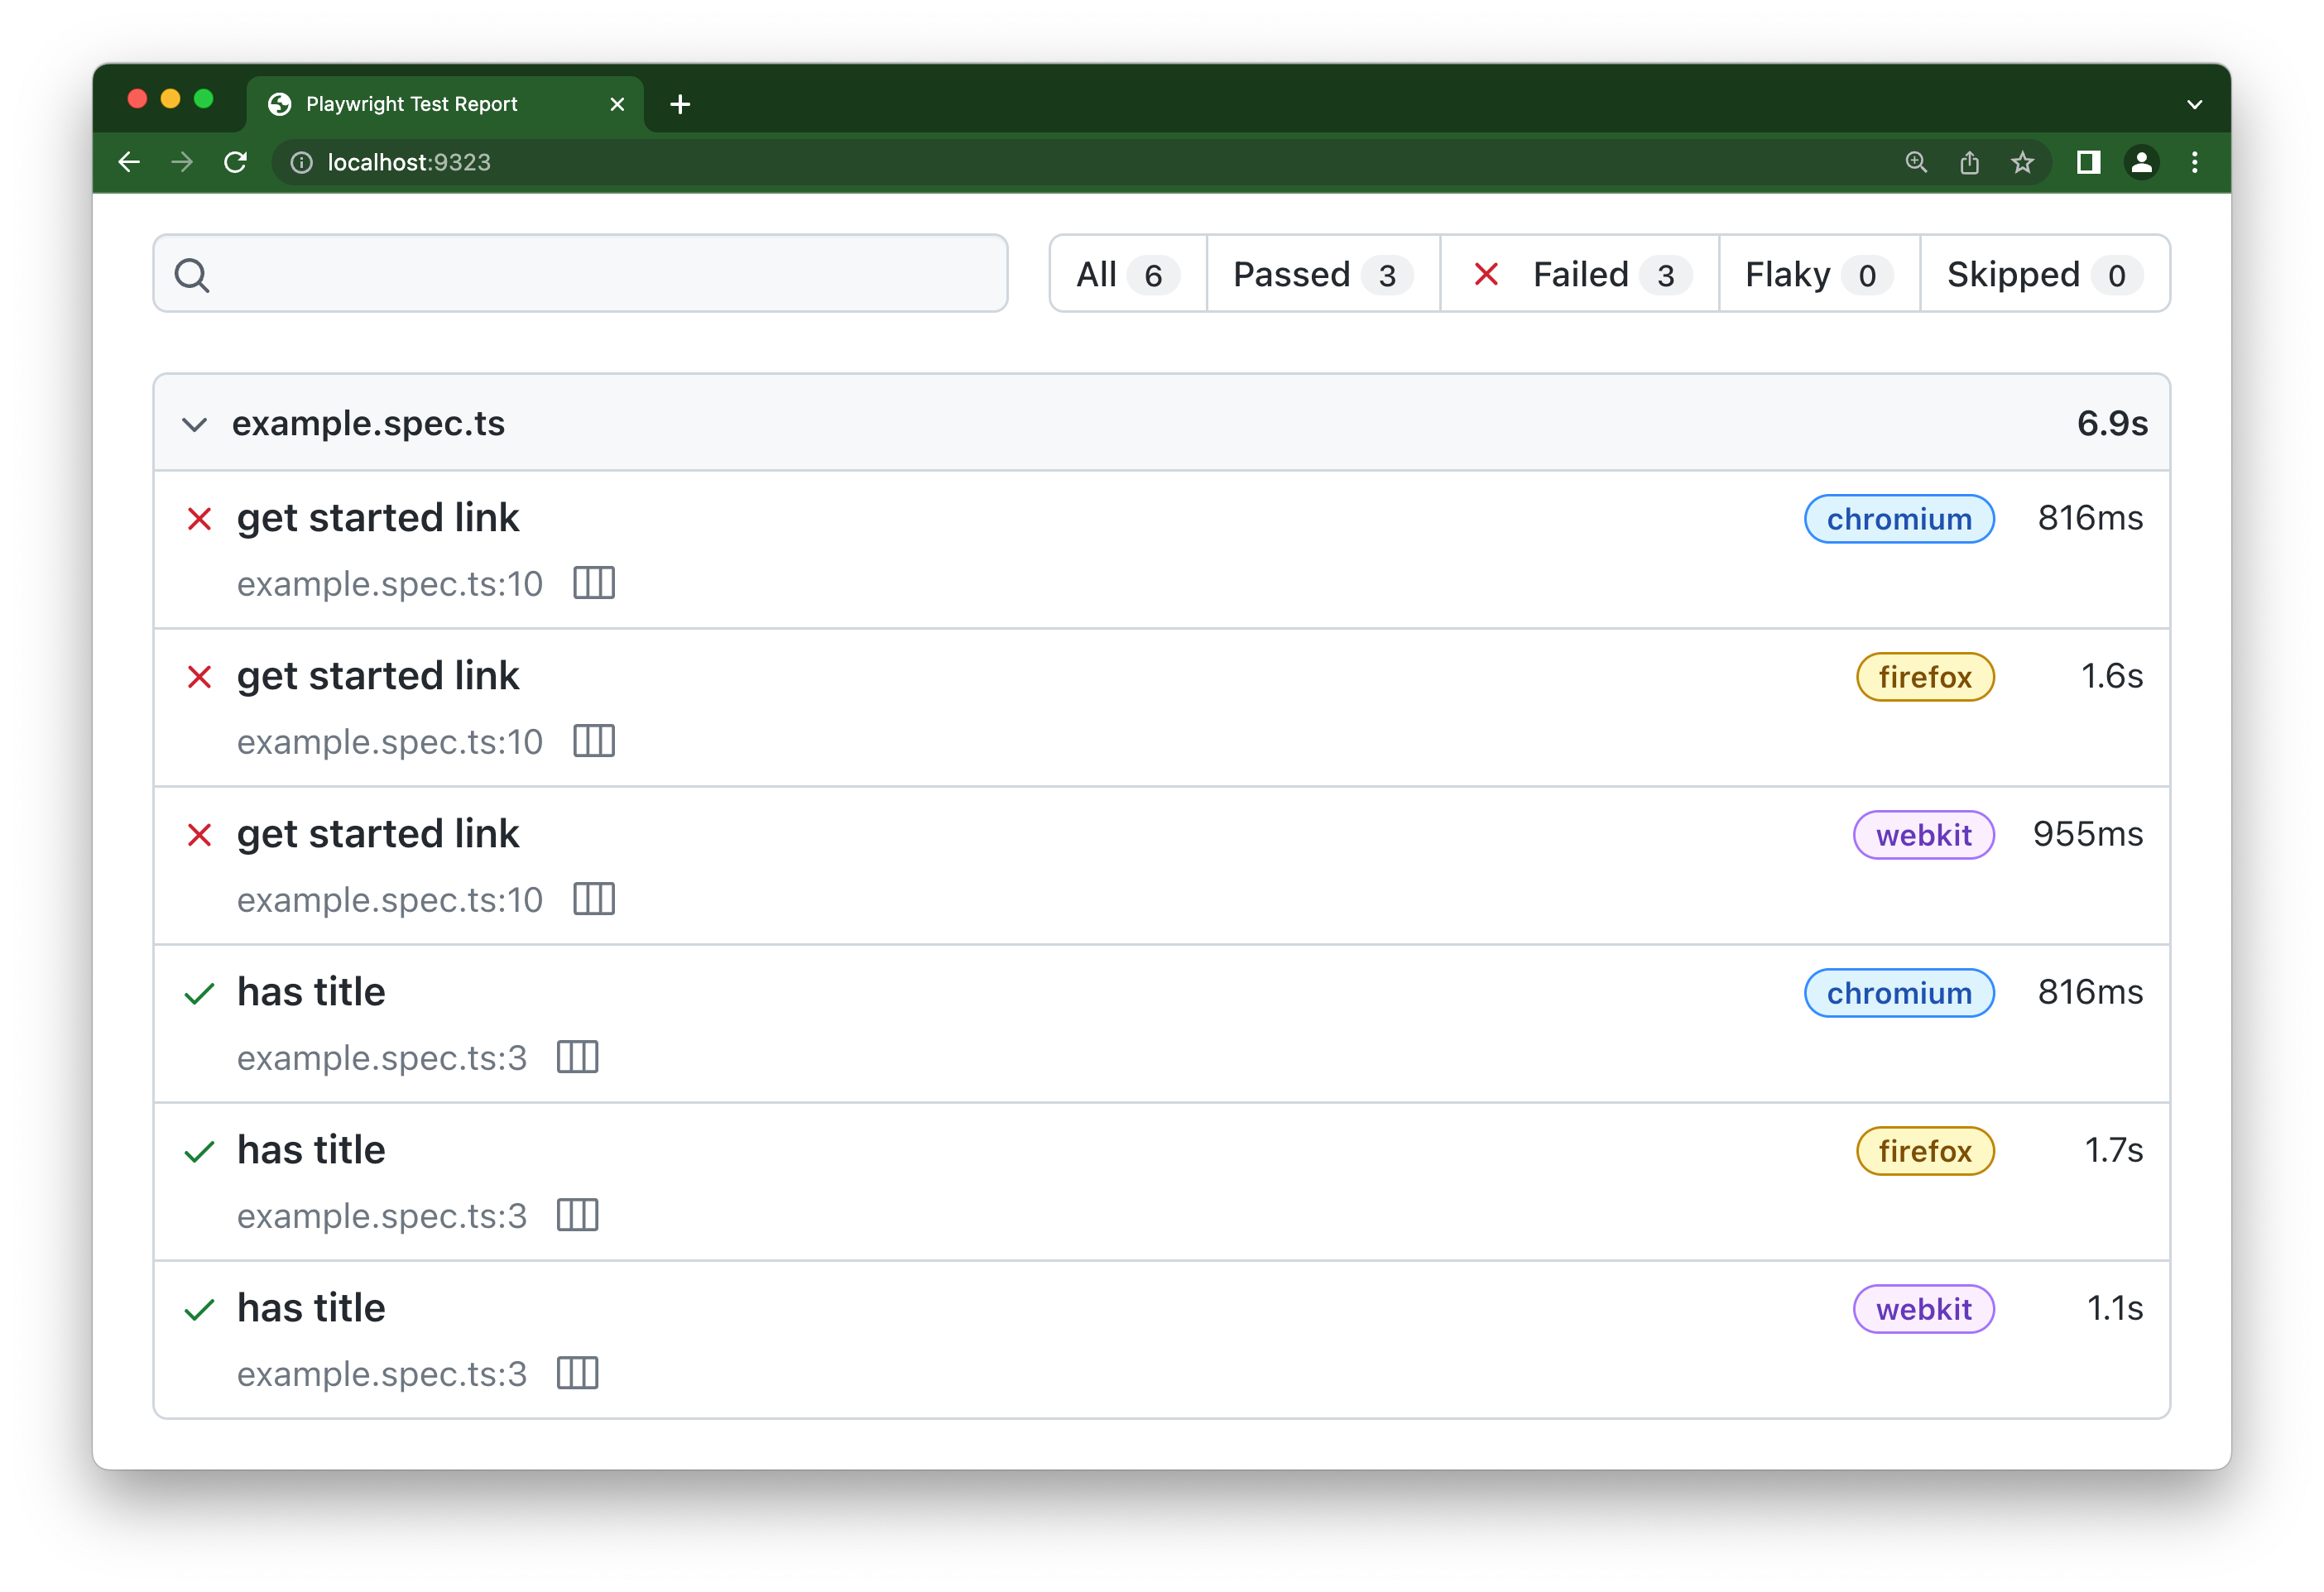 Playwright Test Report
localhost:9323
All 6 Passed 3 Failed 3 Flaky 0 Skipped 0
example.spec.ts 6.9s
get started link chromium 816ms
example.spec.ts:10
get started link firefox 1.6s
example.spec.ts:10
get started link webkit 955ms
example.spec.ts:10
has title chromium 816ms
example.spec.ts:3
has title firefox 1.7s
example.spec.ts:3
has title webkit 1.1s
example.spec.ts:3